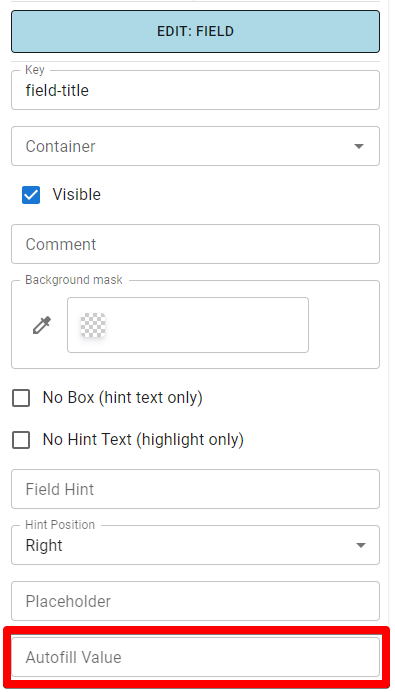 EDIT: FIELD
Key
field-title
Container
Visible
Comment
Background mask
No Box (hint text only)
No Hint Text (highlight only)
Field Hint
Hint Position
Right
Placeholder
Autofill Value